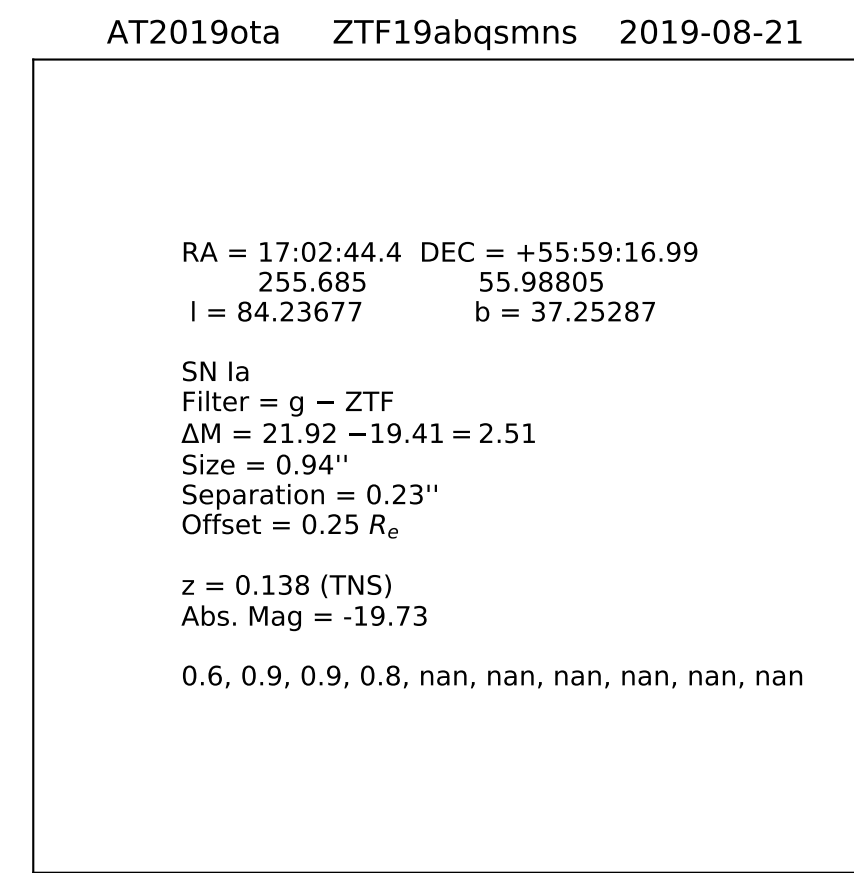 AT2019ota ZTF19abqsmns 2019-08-21
RA = 17:02:44.4 DEC = +55:59:16.99
255.685 55.98805
l = 84.23677 b = 37.25287
SN Ia
Filter = g − ZTF
ΔM = 21.92 −19.41 = 2.51
Size = 0.94''
Separation = 0.23''
Offset = 0.25 Rₑ
z = 0.138 (TNS)
Abs. Mag = -19.73
0.6, 0.9, 0.9, 0.8, nan, nan, nan, nan, nan, nan